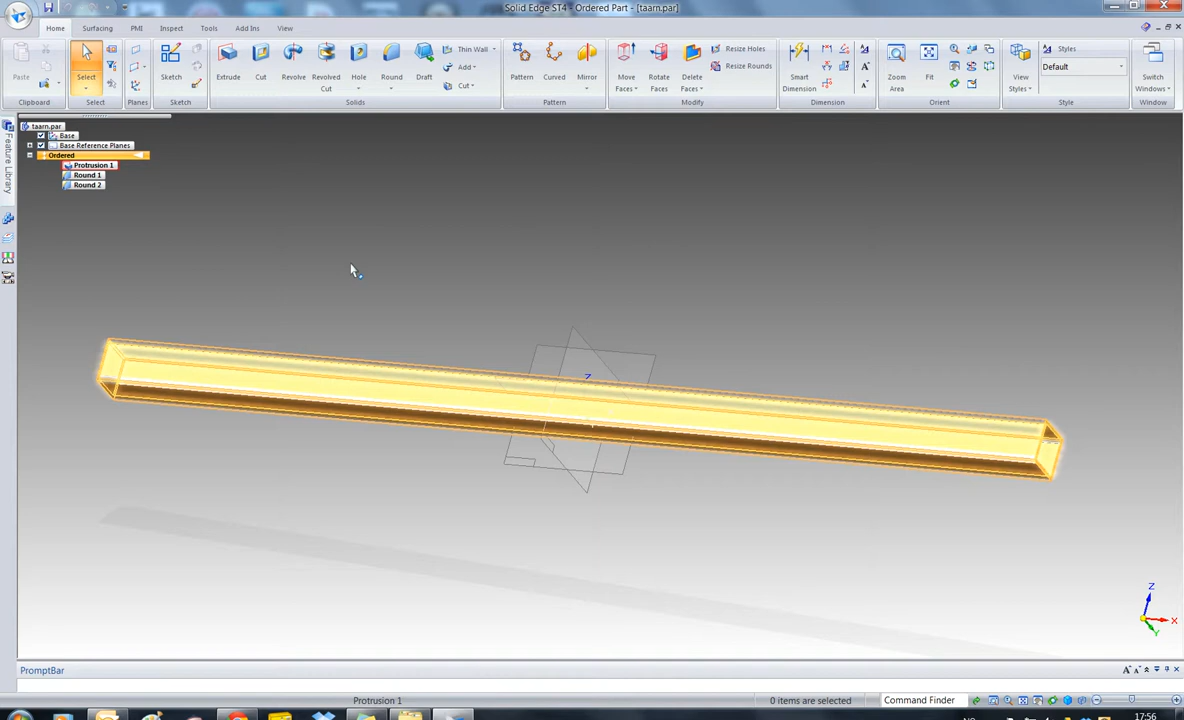 Solid Edge ST4 - Ordered Part - [taarn.par]
Home Surfacing PMI Inspect Tools Add Ins View
Paste
Clipboard
Select
Select
Planes
Sketch
Sketch
Extrude Cut Revolve Revolved Cut Hole Round Draft Thin Wall Add Cut
Solids
Pattern Curved Mirror
Pattern
Move Faces Rotate Faces Delete Faces Resize Holes Resize Rounds
Modify
Smart Dimension
Dimension
Zoom Area Fit
Orient
View Styles Styles
Default
Style
Switch Windows
Window
Feature Library
taarn.par
Base
Base Reference Planes
Ordered
Protrusion 1
Round 1
Round 2
Z
Z
X
Y
PromptBar
Protrusion 1 0 items are selected Command Finder
17:56